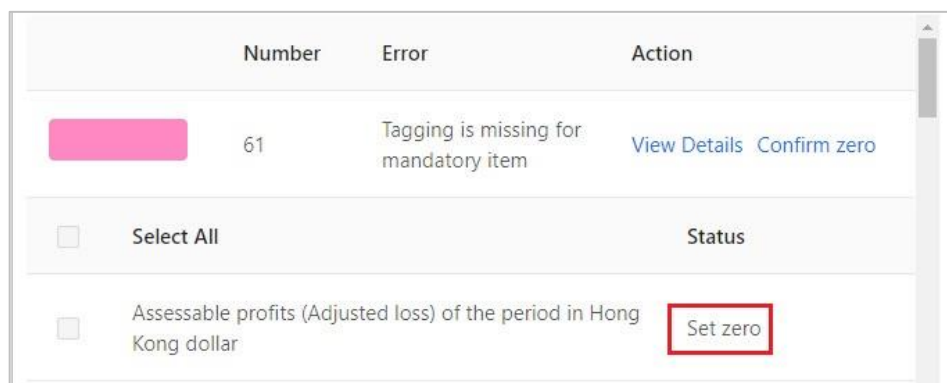 Number Error Action
61 Tagging is missing for mandatory item View Details Confirm zero
Select All Status
Assessable profits (Adjusted loss) of the period in Hong
Kong dollar
Set zero